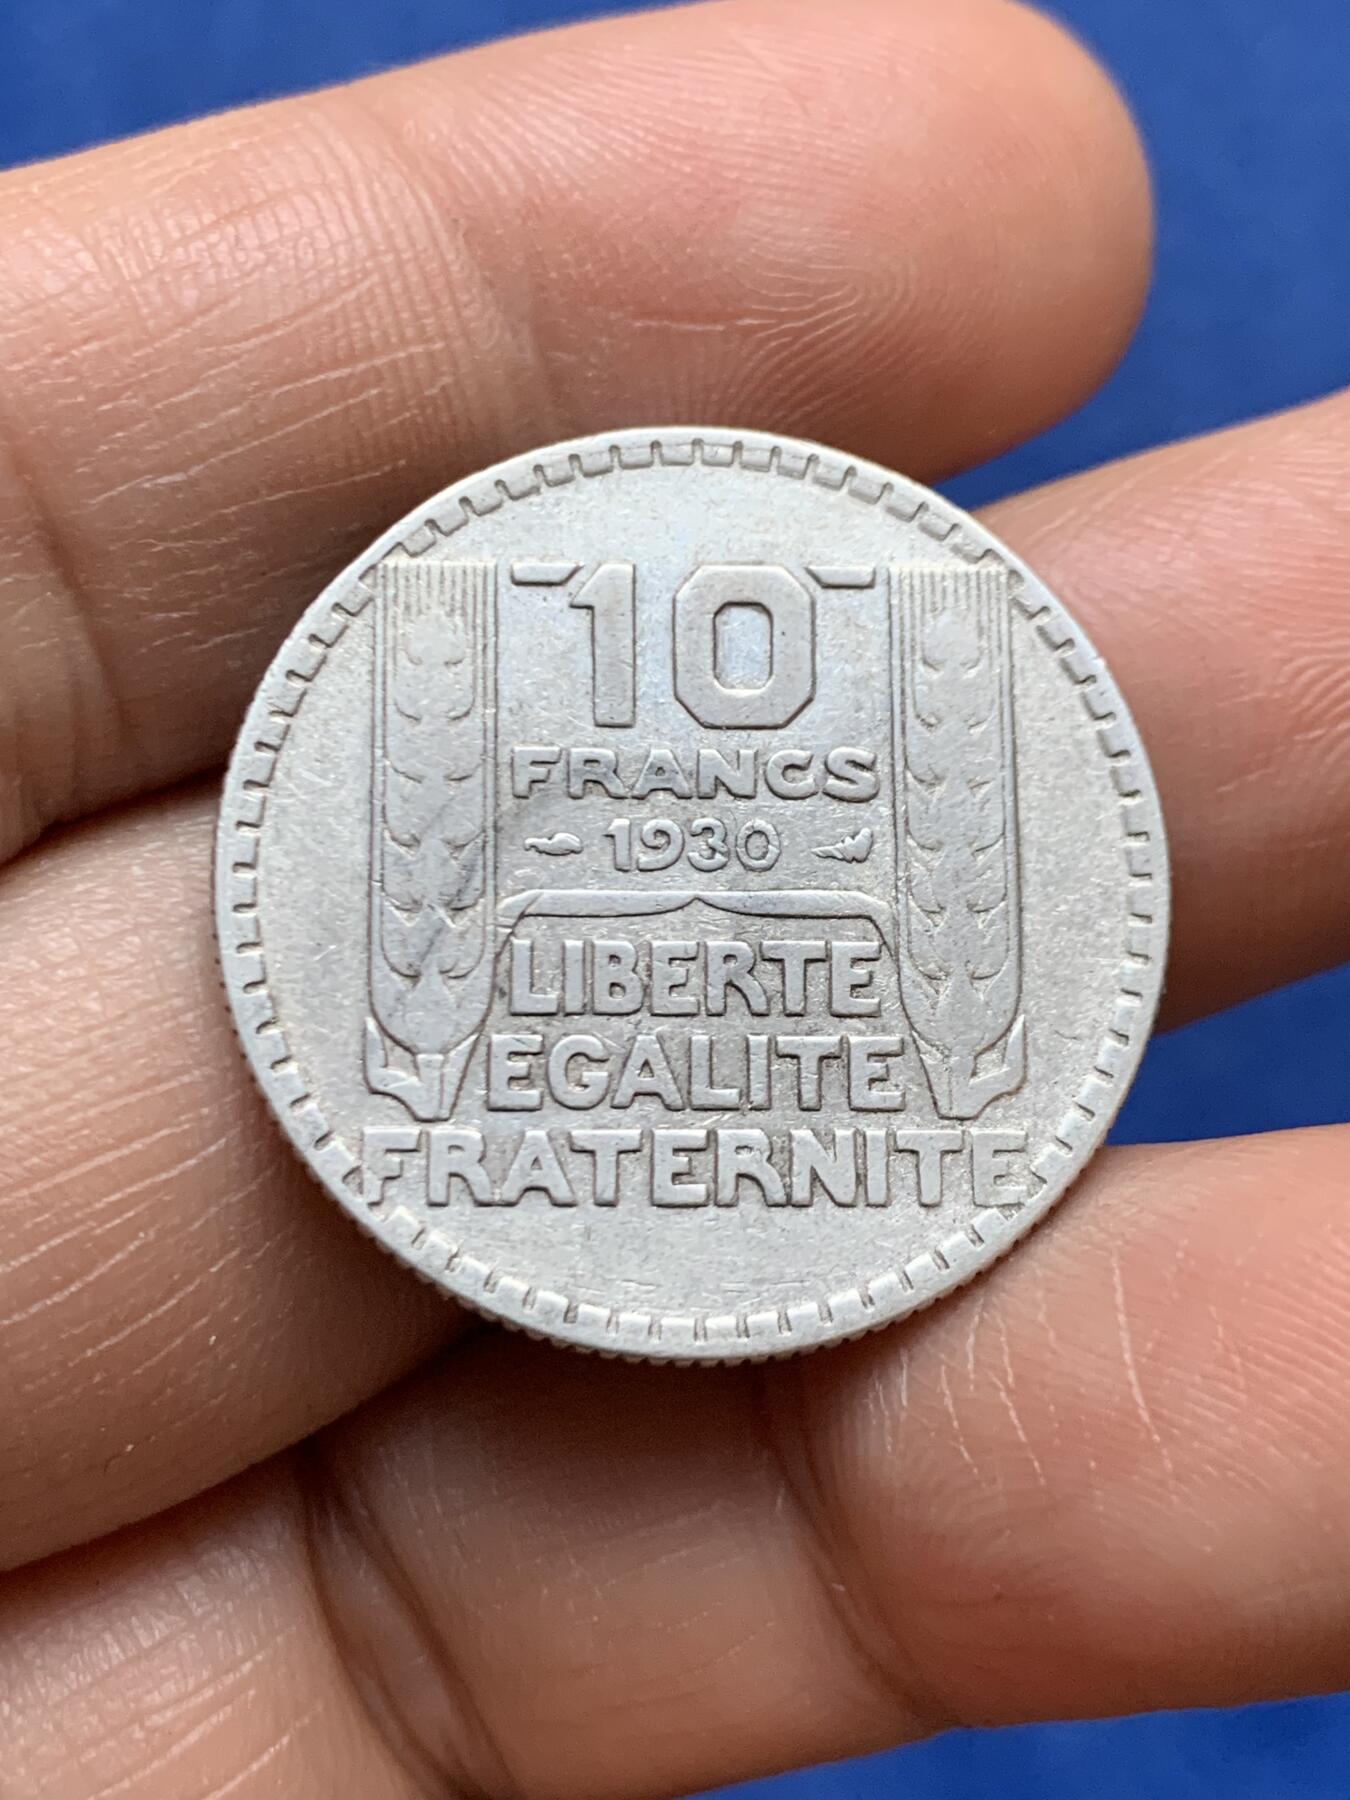 10
FRANCS
1930
LIBERTE
EGALITE
FRATERNITE